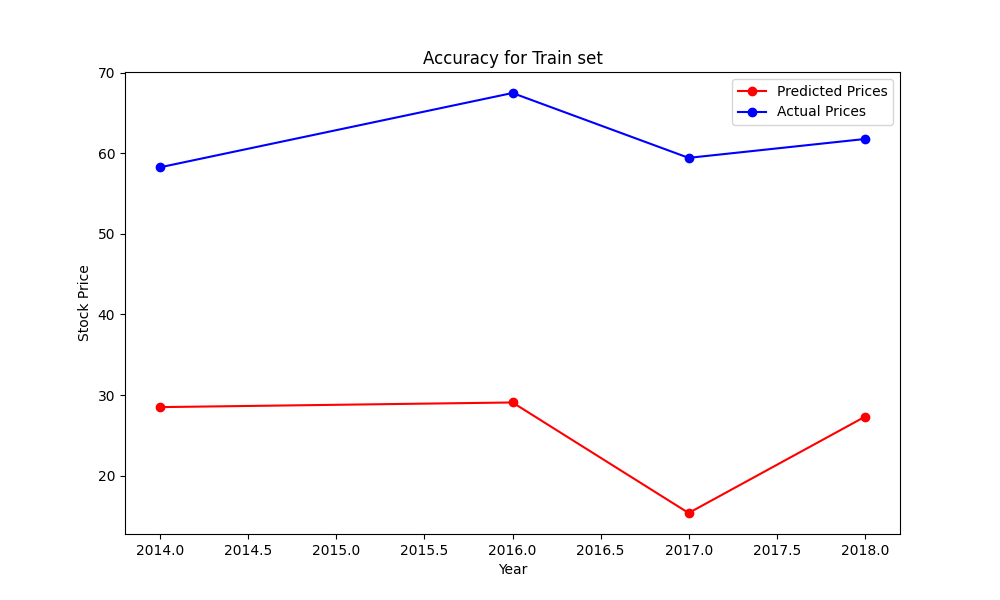 Accuracy for Train set
Predicted Prices
Actual Prices
70
60
50
40
30
20
Stock Price
2014.0 2014.5 2015.0 2015.5 2016.0 2016.5 2017.0 2017.5 2018.0
Year